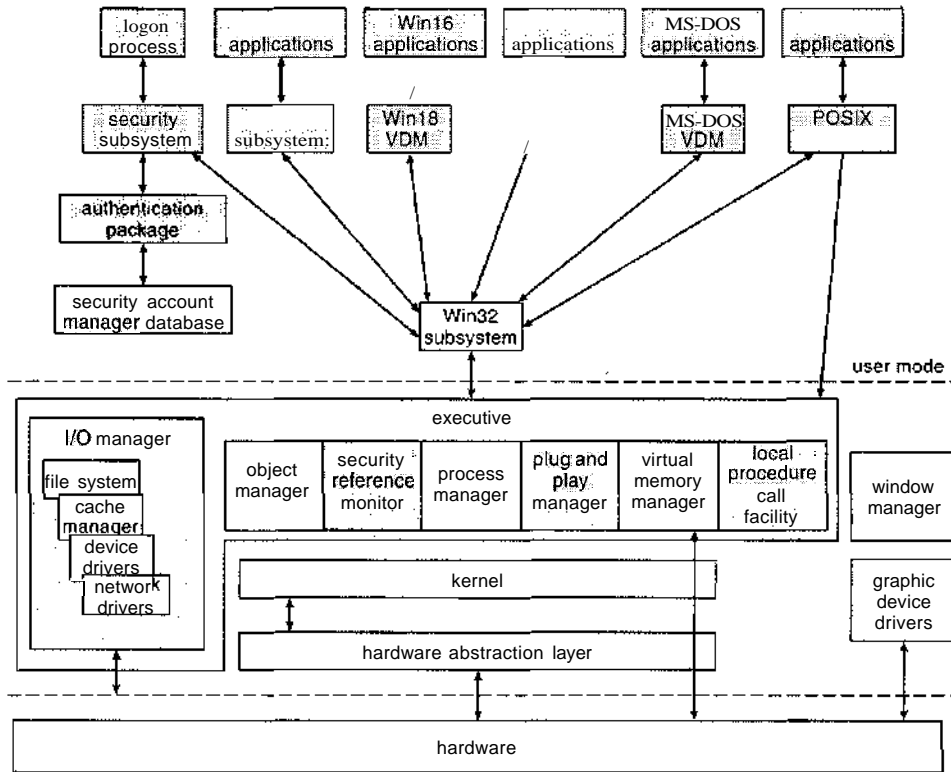 logon
process
applications
Win16
applications
applications
MS-DOS
applications
applications
security
subsystem
subsystem:
Win18
VDM
MS-DOS
VDM
POSIX
authentication
package
security account
manager database
Win32
subsystem
user mode
executive
I/O manager
file system
cache
manager
device
drivers
network
drivers
object
manager
security
reference
monitor
process
manager
plug and
play
manager
virtual
memory
manager
local
procedure
call
facility
window
manager
kernel
hardware abstraction layer
graphic
device
drivers
hardware